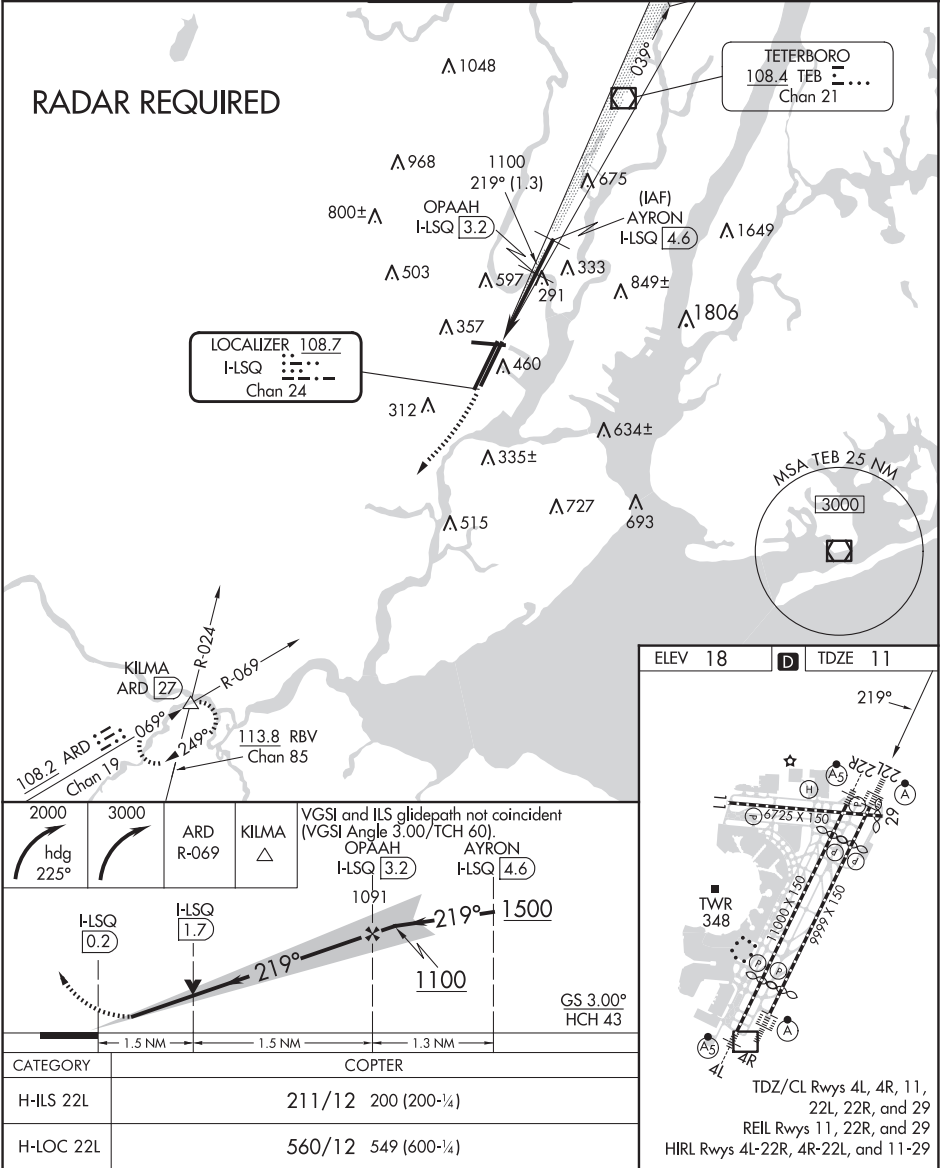 RADAR REQUIRED
1048
039°
TETERBORO
108.4 TEB
Chan 21
968
1100
219° (1.3)
675
800±
OPAAH
I-LSQ 3.2
(IAF)
AYRON
I-LSQ 4.6
1649
503
597
291
333
849±
357
1806
LOCALIZER 108.7
I-LSQ
Chan 24
460
312
634±
335±
MSA TEB 25 NM
3000
515
727
693
R-024
R-069
KILMA
ARD 27
069°
249°
108.2 ARD
Chan 19
113.8 RBV
Chan 85
ELEV 18
D
TDZE 11
219°
22R
22L
A5
A
H
P
11
29
6725 X 150
P
P
P
TWR
348
11000 X 150
9999 X 150
P
P
A5
A
4L
4R
TDZ/CL Rwys 4L, 4R, 11,
22L, 22R, and 29
REIL Rwys 11, 22R, and 29
HIRL Rwys 4L-22R, 4R-22L, and 11-29
2000
hdg
225°
3000
ARD
R-069
KILMA
VGSI and ILS glidepath not coincident
(VGSI Angle 3.00/TCH 60).
OPAAH
I-LSQ 3.2
AYRON
I-LSQ 4.6
1091
I-LSQ
0.2
I-LSQ
1.7
219°
1500
219°
1100
GS 3.00°
HCH 43
1.5 NM
1.5 NM
1.3 NM
CATEGORY COPTER
H-ILS 22L 211/12 200 (200-¼)
H-LOC 22L 560/12 549 (600-¼)